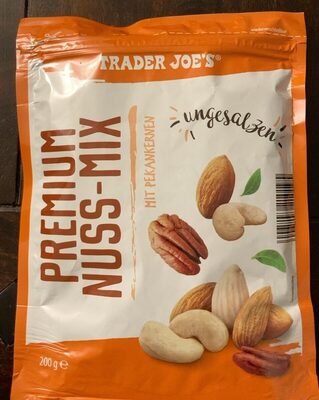 TRADER JOE'S®
PREMIUM
NUSS-MIX
MIT PEKANKERNEN
ungesalzen
200 g ℮